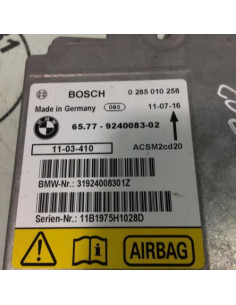 BOSCH 0 285 010 258
Made in Germany 085 11-07-16
65.77 - 9240083-02
11-03-410 ACSM2cd20
BMW-Nr.: 31924008301Z
Serien-Nr.: 11B1975H1028D
AIRBAG